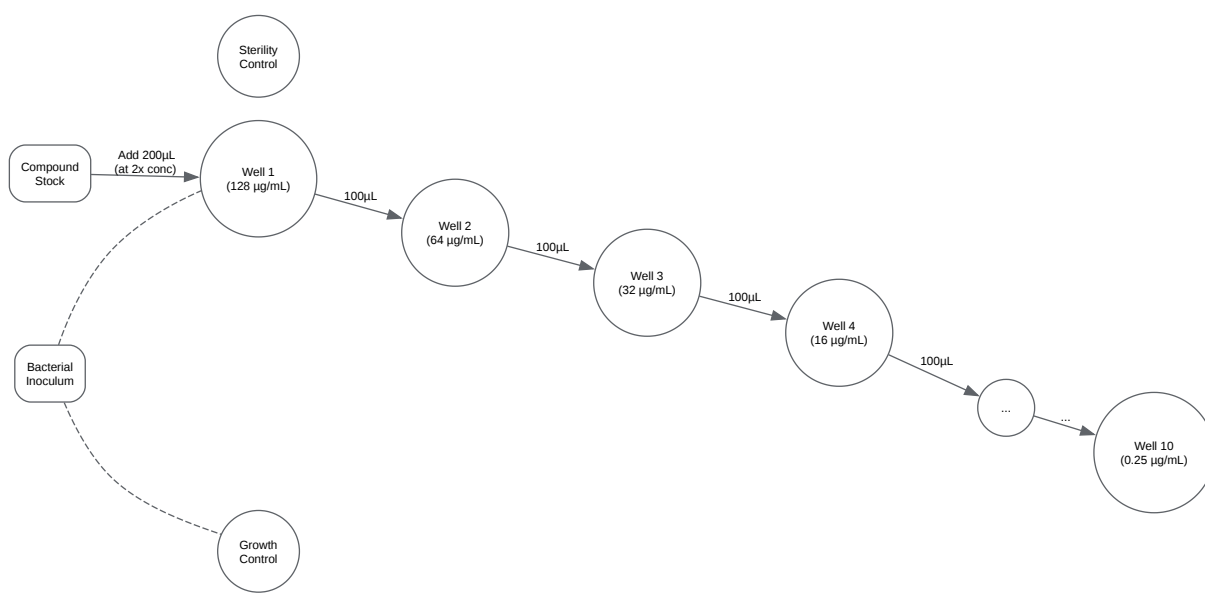 Sterility
Control
Compound
Stock
Add 200µL
(at 2x conc)
Well 1
(128 µg/mL)
100µL
Well 2
(64 µg/mL)
100µL
Well 3
(32 µg/mL)
100µL
Well 4
(16 µg/mL)
100µL
...
...
Well 10
(0.25 µg/mL)
Bacterial
Inoculum
Growth
Control